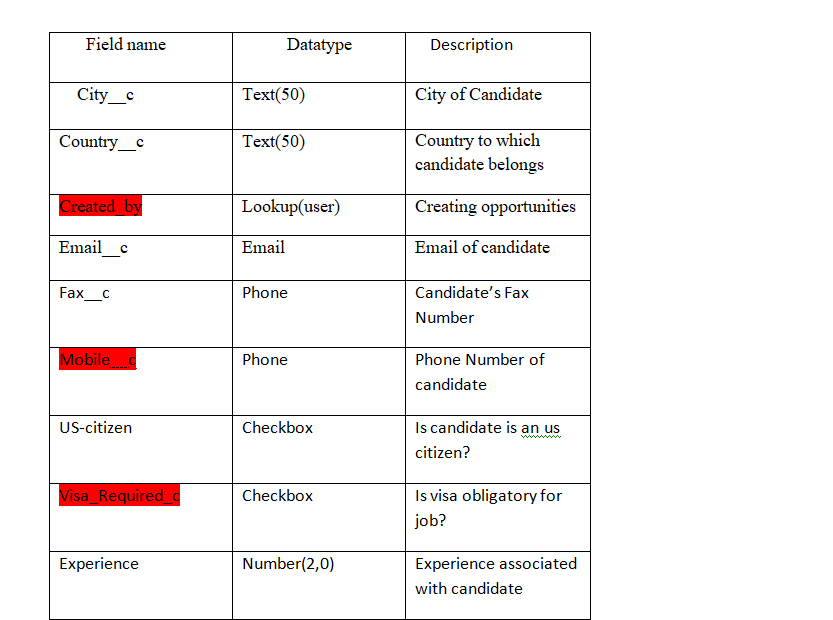 Field name Datatype Description
City__c Text(50) City of Candidate
Country__c Text(50) Country to which
candidate belongs
Created_by Lookup(user) Creating opportunities
Email__c Email Email of candidate
Fax__c Phone Candidate’s Fax
Number
Mobile__c Phone Phone Number of
candidate
US-citizen Checkbox Is candidate is an us
citizen?
Visa_Required_c Checkbox Is visa obligatory for
job?
Experience Number(2,0) Experience associated
with candidate